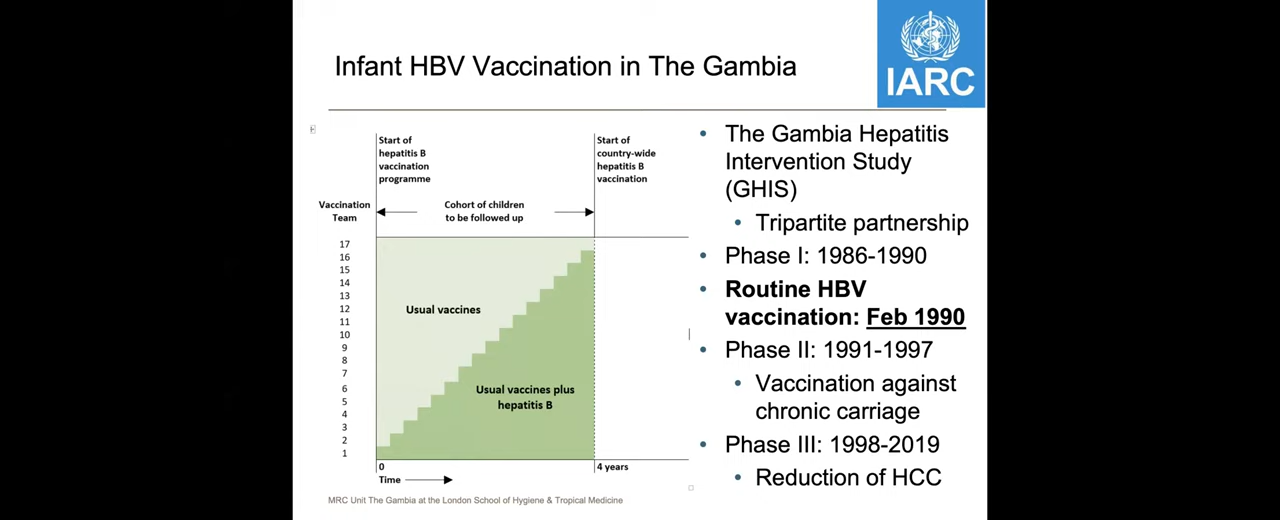 Infant HBV Vaccination in The Gambia
IARC
Start of
hepatitis B
vaccination
programme
Start of
country-wide
hepatitis B
vaccination
Vaccination
Team
Cohort of children
to be followed up
17
16
15
14
13
12
11
10
9
8
7
6
5
4
3
2
1
Usual vaccines
Usual vaccines plus
hepatitis B
0
4 years
Time
MRC Unit The Gambia at the London School of Hygiene & Tropical Medicine
• The Gambia Hepatitis
Intervention Study
(GHIS)
• Tripartite partnership
• Phase I: 1986-1990
• Routine HBV
vaccination: Feb 1990
• Phase II: 1991-1997
• Vaccination against
chronic carriage
• Phase III: 1998-2019
• Reduction of HCC